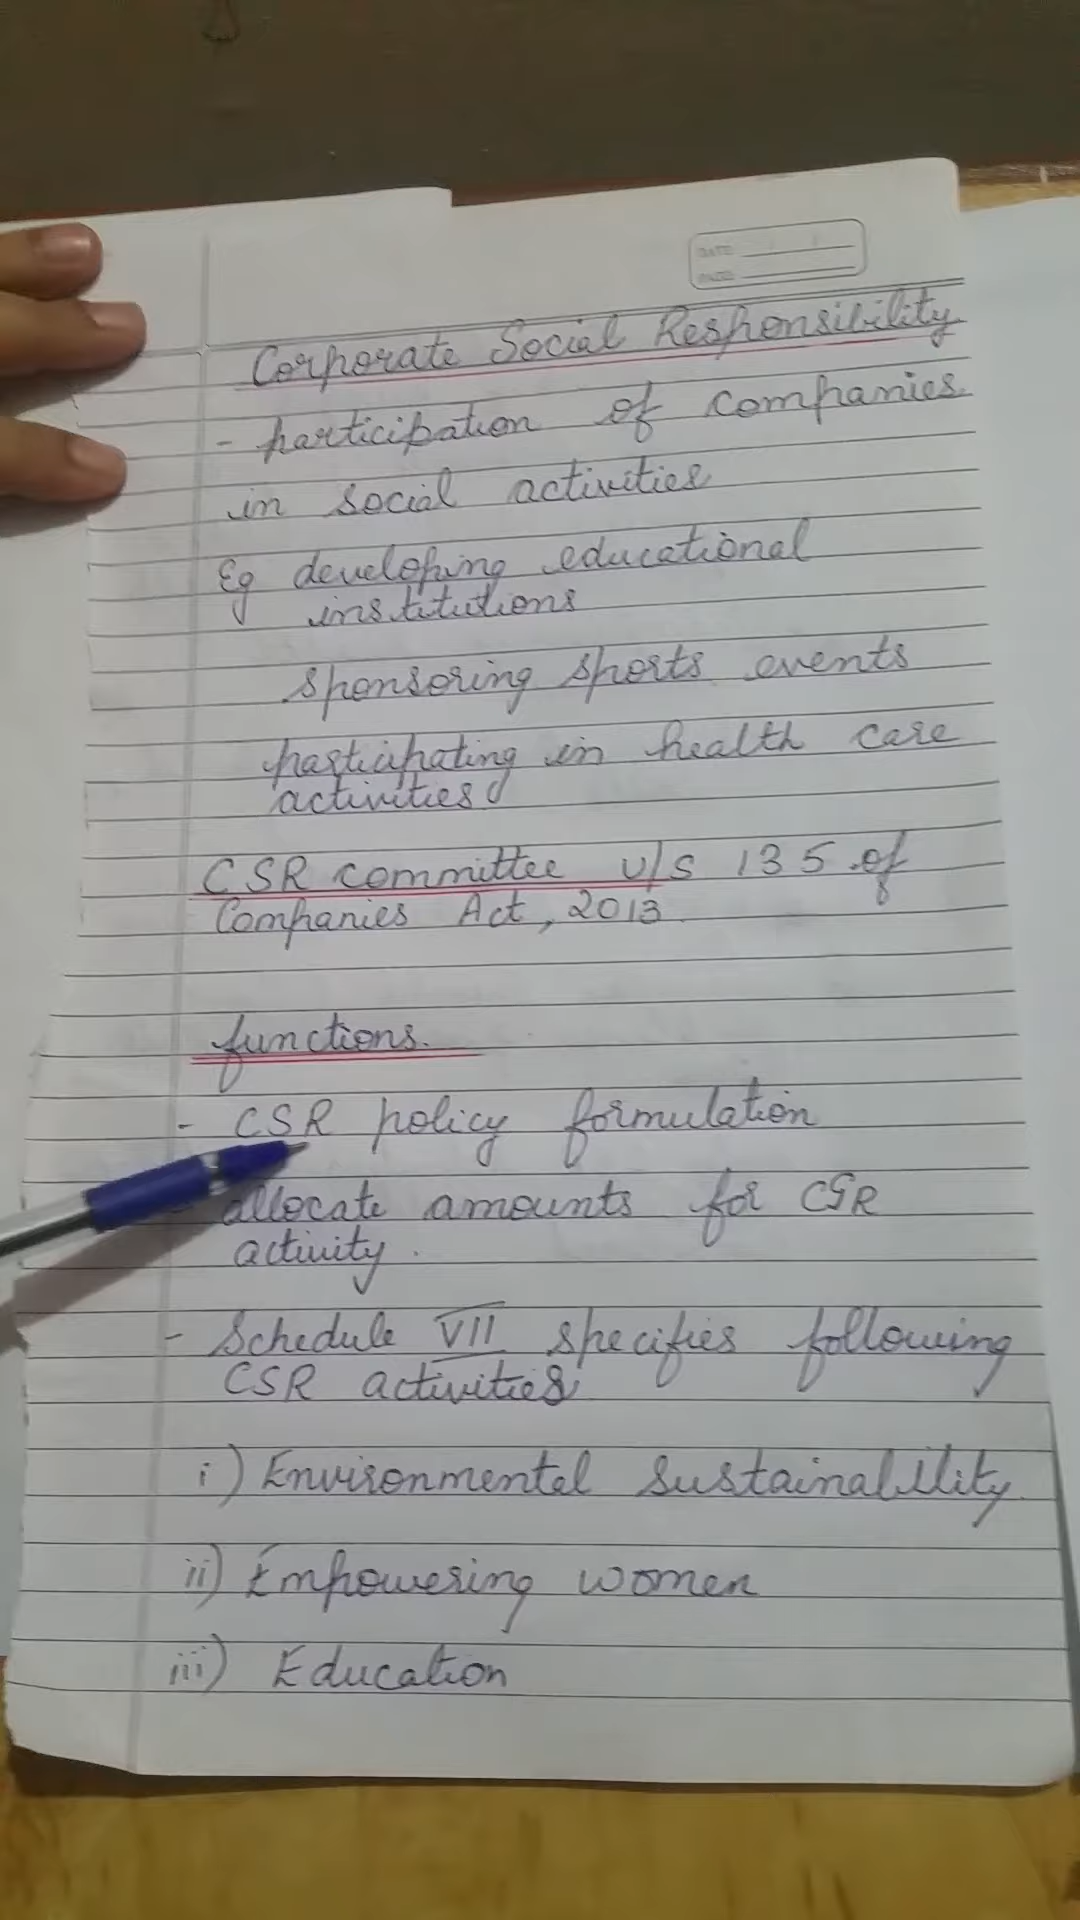 DATE
PAGE
Corporate Social Responsibility
- participation of companies
in social activities
Eg developing educational
institutions
sponsoring sports events
participating in health care
activities
CSR committee u/s 135 of
Companies Act, 2013.
functions.
- CSR policy formulation
allocate amounts for CSR
activity.
- Schedule VII specifies following
CSR activities
i) Environmental Sustainability.
ii) Empowering women
iii) Education